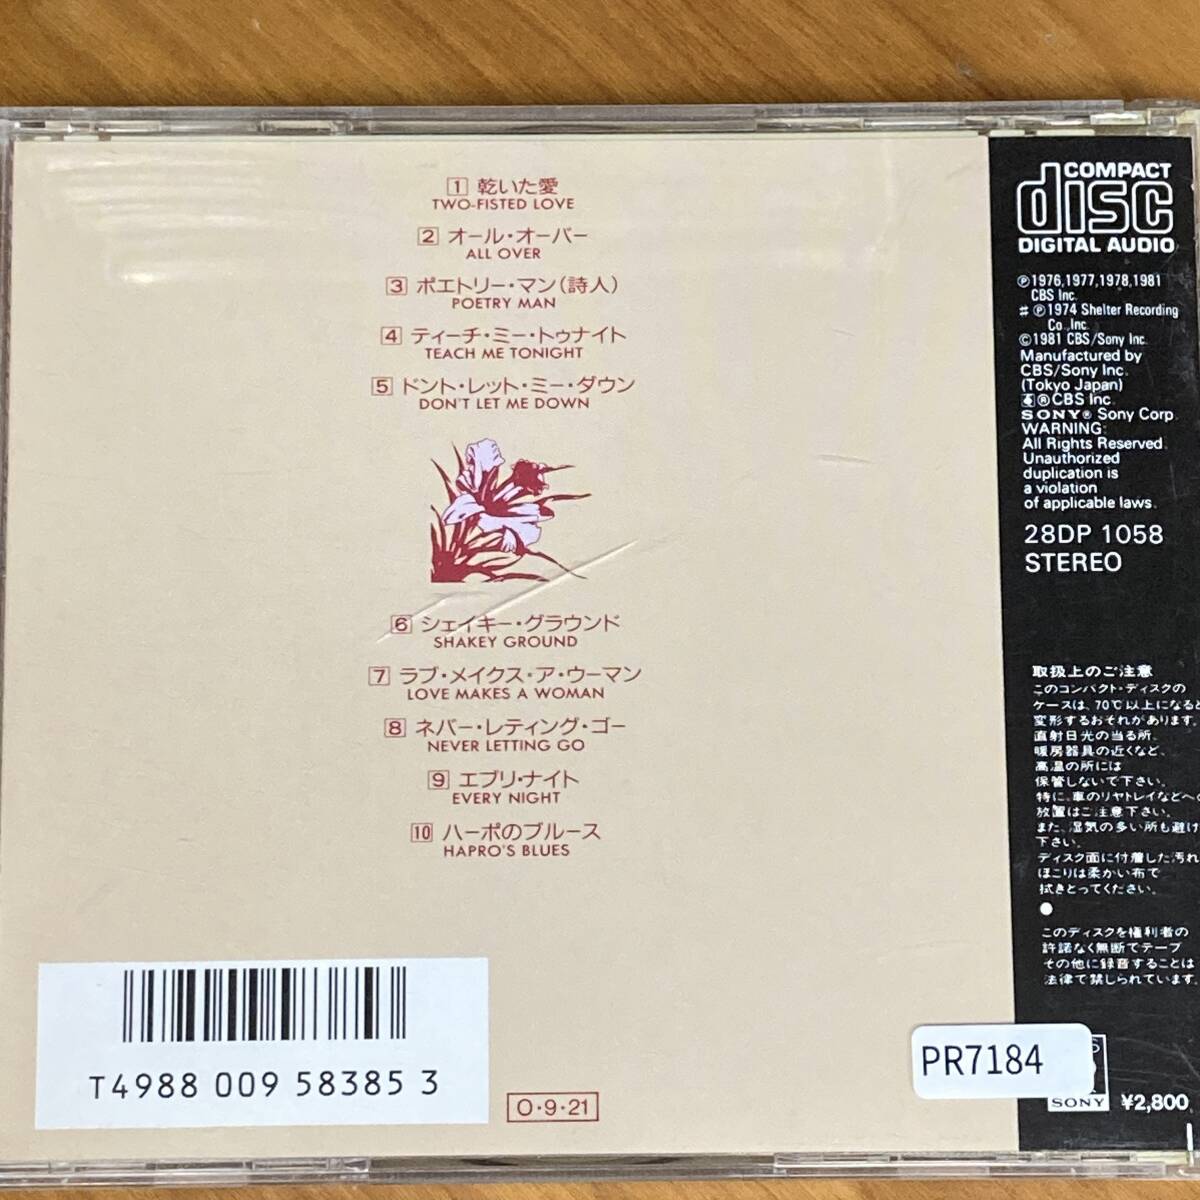 1 乾いた愛
TWO-FISTED LOVE
2 オール・オーバー
ALL OVER
3 ポエトリー・マン(詩人)
POETRY MAN
4 ティーチ・ミー・トゥナイト
TEACH ME TONIGHT
5 ドント・レット・ミー・ダウン
DON'T LET ME DOWN
6 シェイキー・グラウンド
SHAKEY GROUND
7 ラブ・メイクス・ア・ウーマン
LOVE MAKES A WOMAN
8 ネバー・レティング・ゴー
NEVER LETTING GO
9 エブリ・ナイト
EVERY NIGHT
10 ハーポのブルース
HAPRO'S BLUES
T4988 009 58385 3
O・9・21
COMPACT
disc
DIGITAL AUDIO
℗1976,1977,1978,1981
CBS Inc.
# ℗1974 Shelter Recording
Co.,Inc.
©1981 CBS/Sony Inc.
Manufactured by
CBS/Sony Inc.
(Tokyo Japan)
®CBS Inc.
SONY® Sony Corp.
WARNING:
All Rights Reserved.
Unauthorized
duplication is
a violation
of applicable laws.
28DP 1058
STEREO
取扱上のご注意
このコンパクト・ディスクの
ケースは、70℃以上になると
変形するおそれがあります。
直射日光の当る所、
暖房器具の近くなど、
高温の所には
保管しないで下さい。
特に、車のリヤトレイなどへの
放置はご注意下さい。
また、湿気の多い所も避け
下さい。
ディスク面に付着した汚れ
ほこりは柔かい布で
拭きとってください。
●
このディスクを権利者の
許諾なく無断でテープ
その他に録音することは
法律で禁じられています。
PR7184
SONY
¥2,800